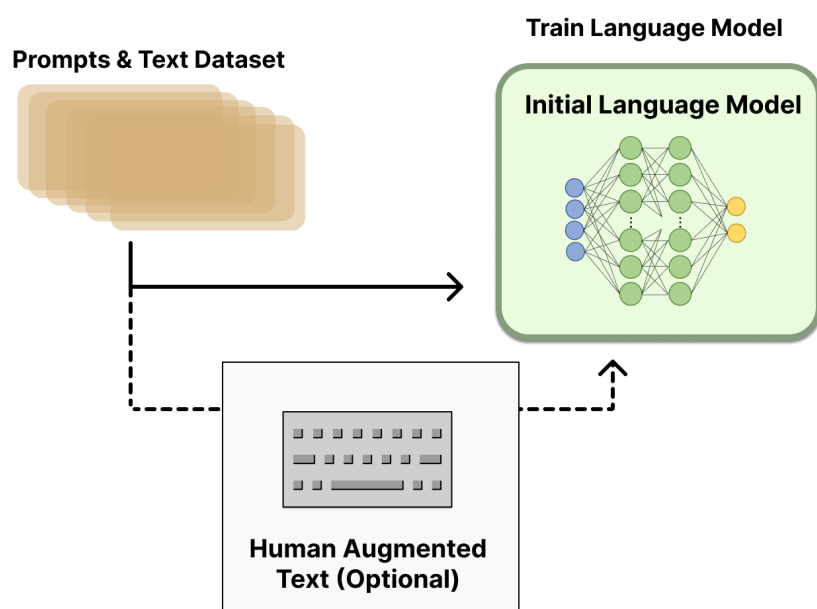 Train Language Model
Prompts & Text Dataset
Initial Language Model
Human Augmented
Text (Optional)